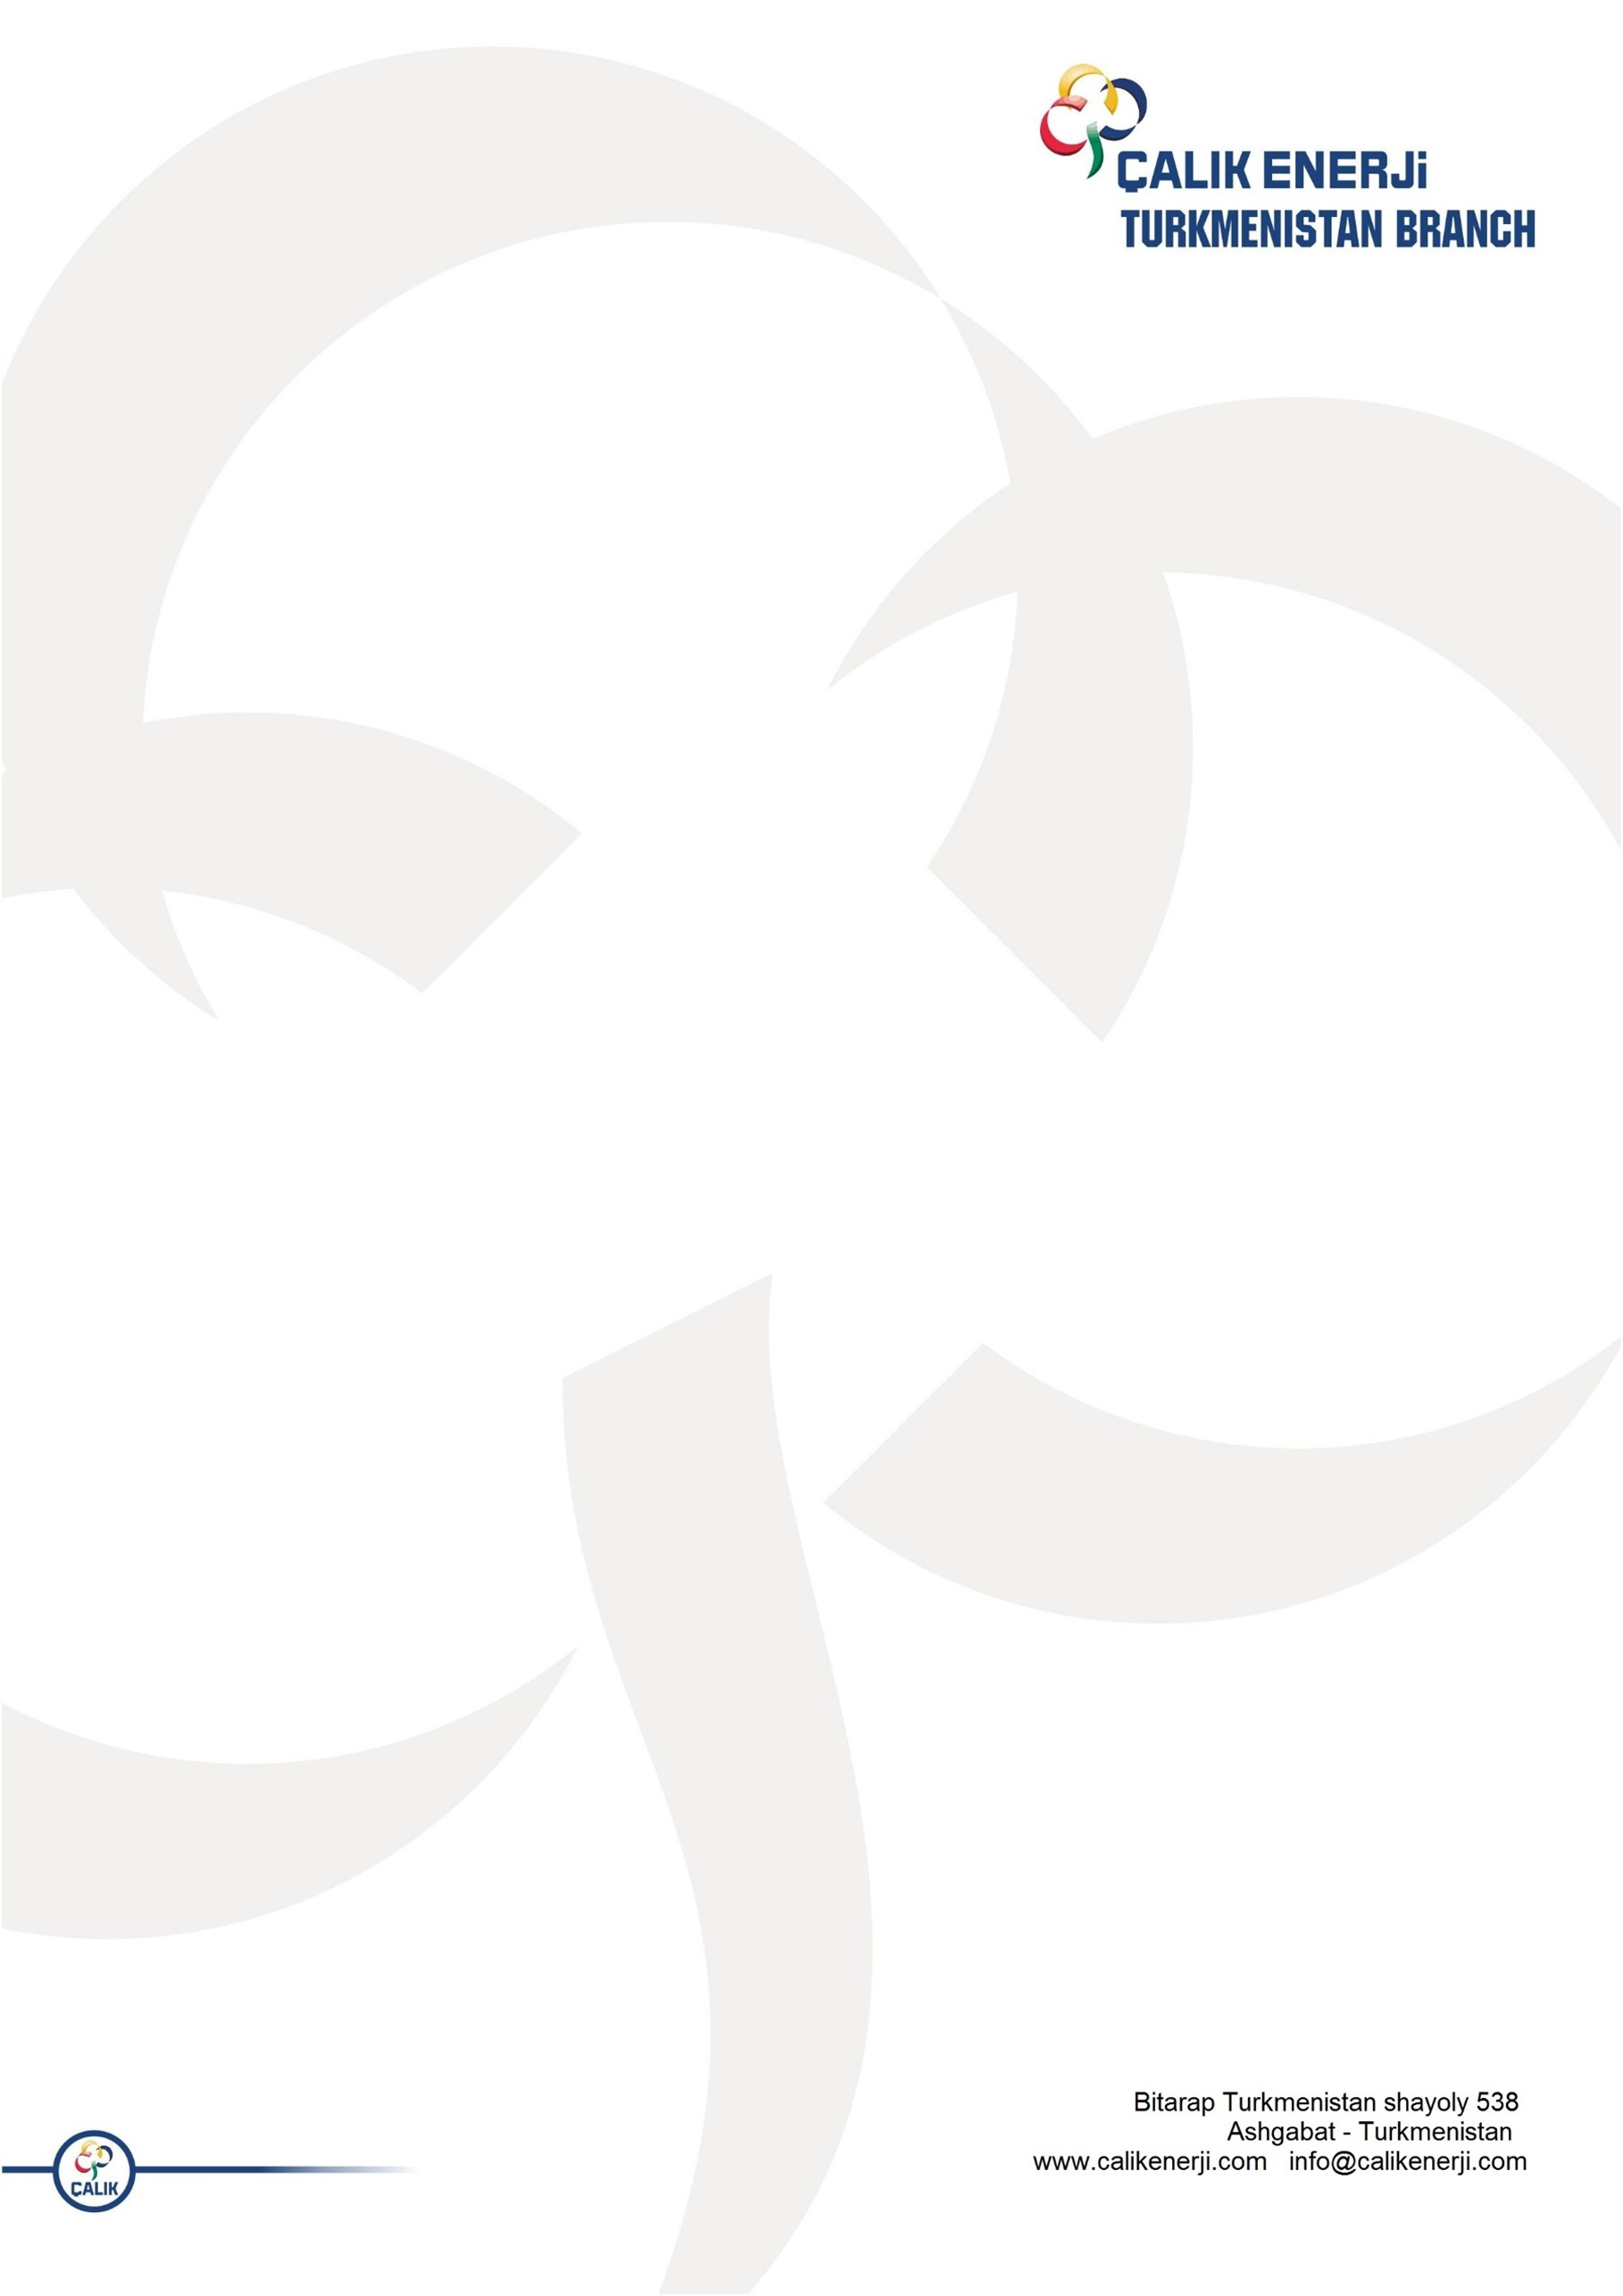 ÇALIK ENERJİ
TURKMENISTAN BRANCH
Bitarap Turkmenistan shayoly 538
Ashgabat - Turkmenistan
www.calikenerji.com info@calikenerji.com
ÇALIK